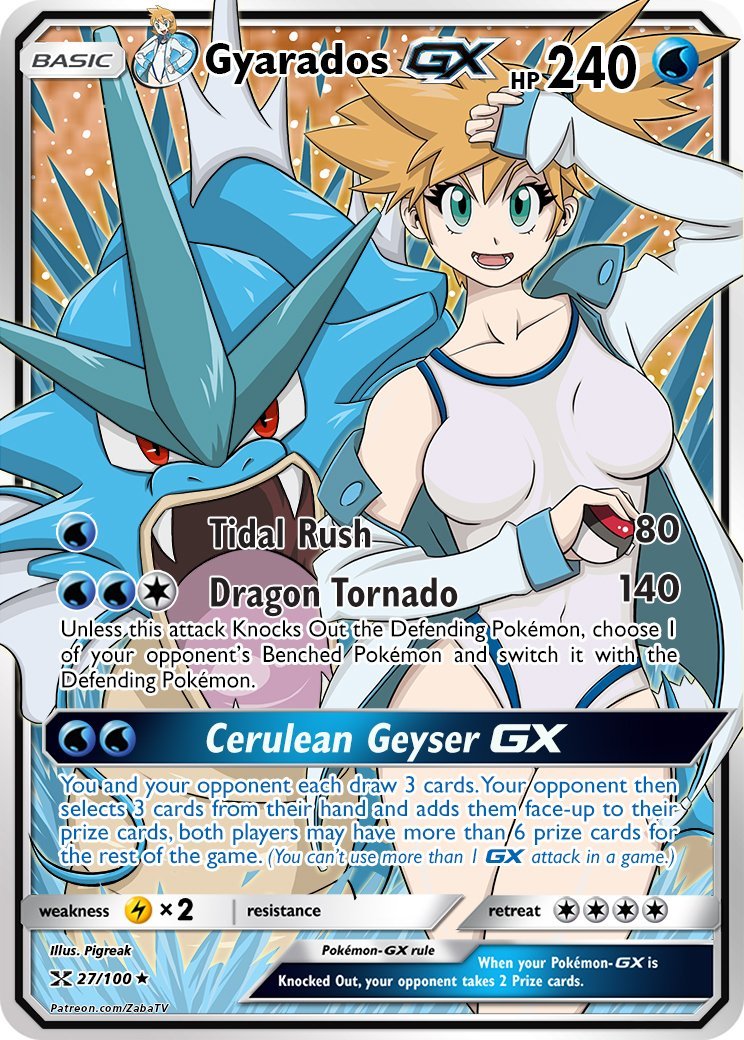 BASIC Gyarados GX HP 240
Tidal Rush 80
Dragon Tornado 140
Unless this attack Knocks Out the Defending Pokémon, choose 1
of your opponent's Benched Pokémon and switch it with the
Defending Pokémon.
Cerulean Geyser GX
You and your opponent each draw 3 cards. Your opponent then
selects 3 cards from their hand and adds them face-up to their
prize cards, both players may have more than 6 prize cards for
the rest of the game. (You can't use more than 1 GX attack in a game.)
weakness ×2 resistance retreat
Illus. Pigreak
27/100
Patreon.com/ZabaTV
Pokémon-GX rule
When your Pokémon-GX is
Knocked Out, your opponent takes 2 Prize cards.